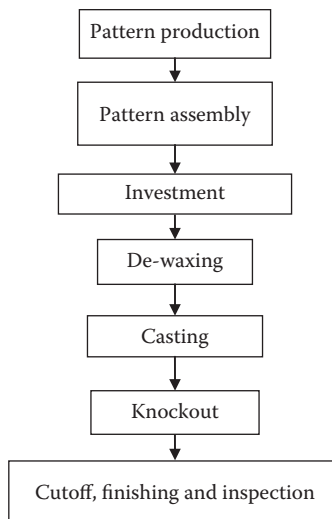 Pattern production
Pattern assembly
Investment
De-waxing
Casting
Knockout
Cutoff, finishing and inspection